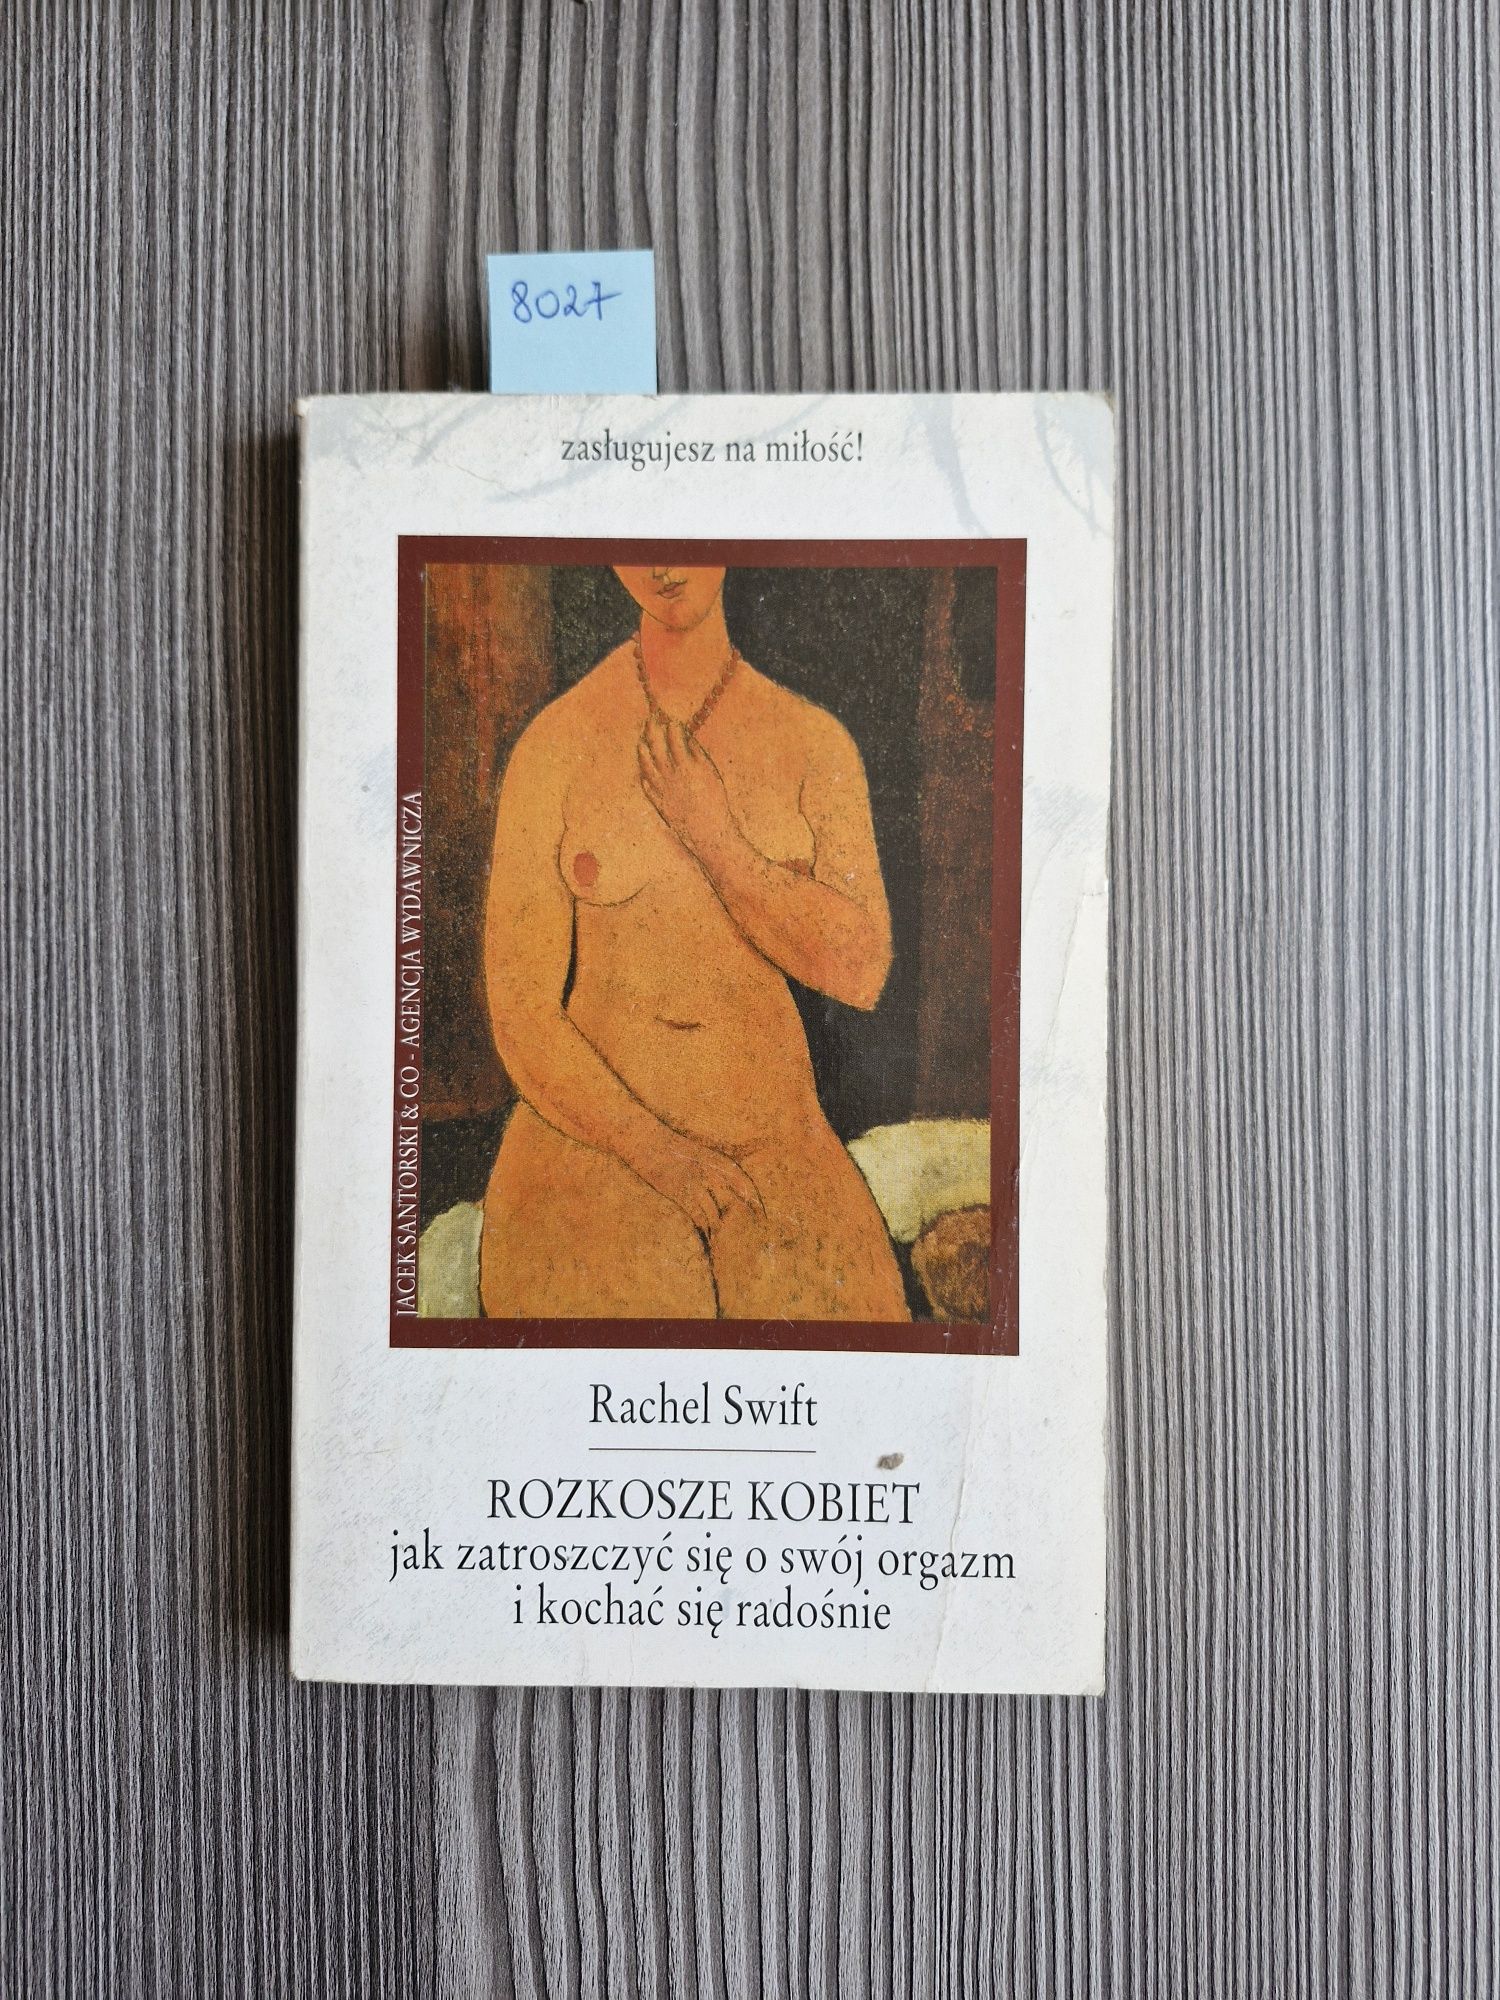 8027
zasługujesz na miłość!
JACEK SANTORSKI & CO - AGENCJA WYDAWNICZA
Rachel Swift
ROZKOSZE KOBIET
jak zatroszczyć się o swój orgazm
i kochać się radośnie